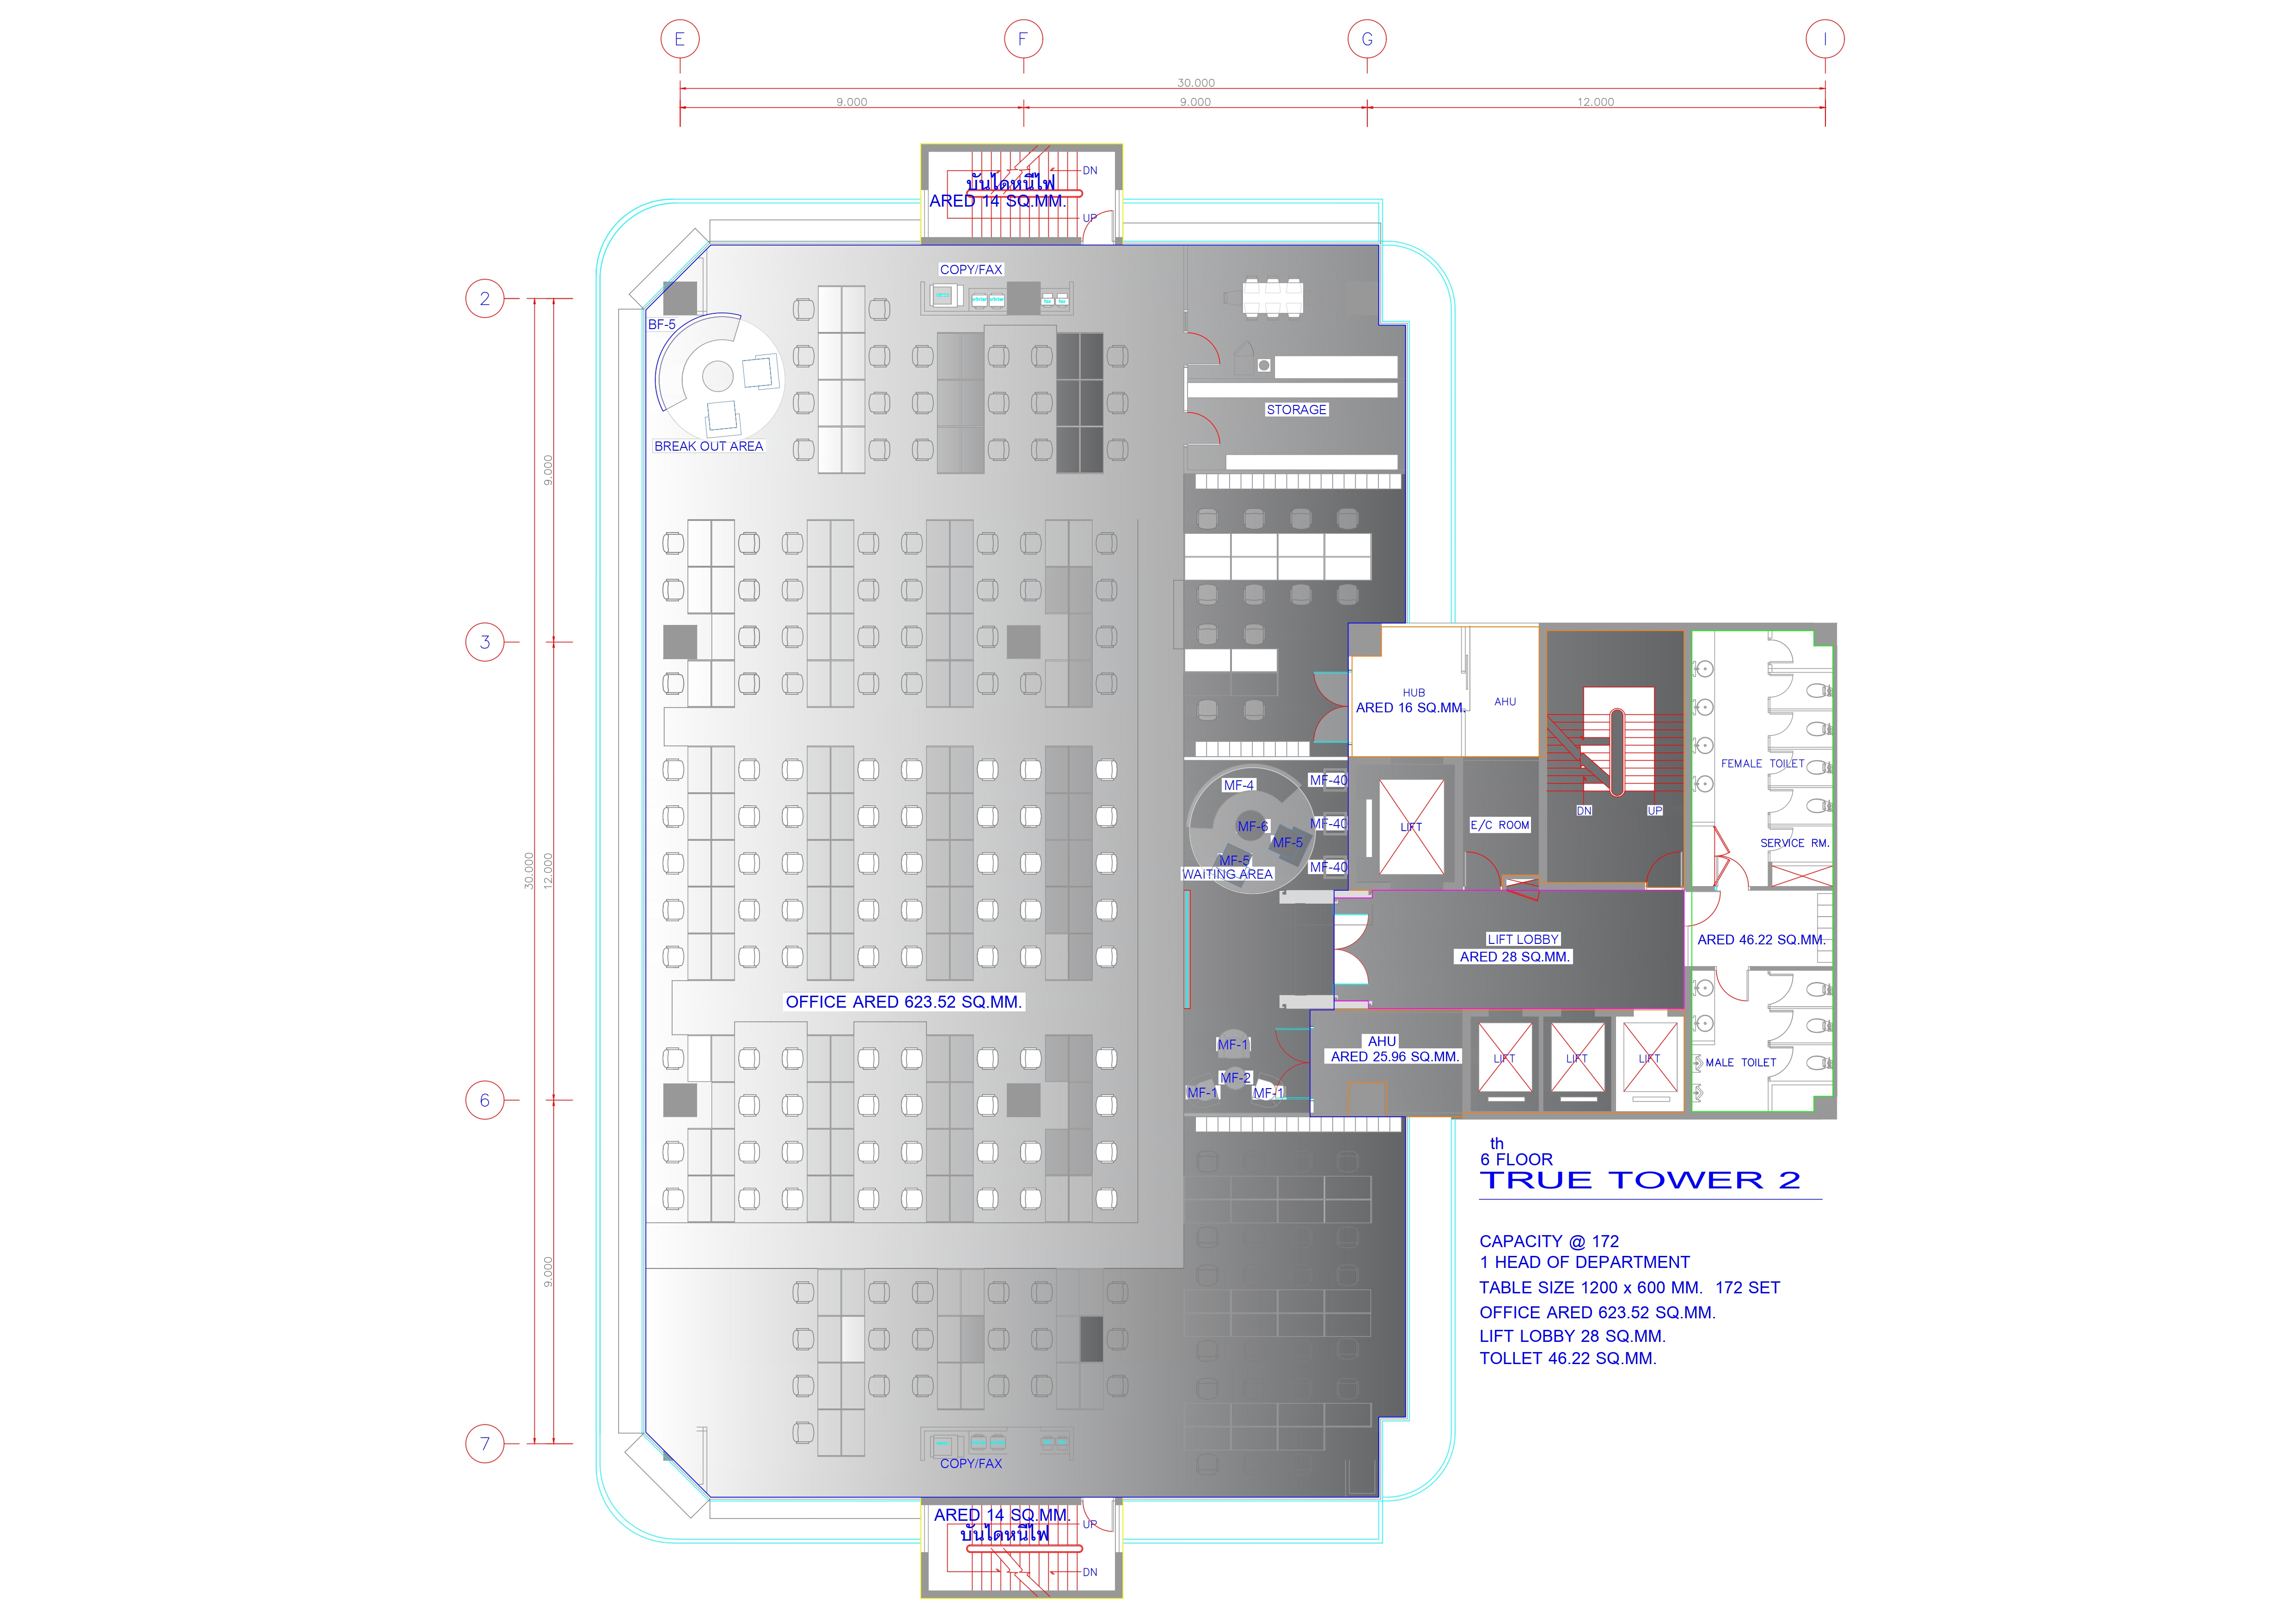 E
F
G
I
30.000
9.000
9.000
12.000
DN
บันไดหนีไฟ
ARED 14 SQ.MM.
UP
COPY/FAX
2
BF-5
BREAK OUT AREA
STORAGE
9.000
3
HUB
ARED 16 SQ.MM.
AHU
FEMALE TOILET
MF-4
MF-40
MF-6
MF-40
MF-5
MF-5
MF-40
WAITING AREA
LIFT
E/C ROOM
DN
UP
SERVICE RM.
30.000
12.000
LIFT LOBBY
ARED 28 SQ.MM.
ARED 46.22 SQ.MM.
OFFICE ARED 623.52 SQ.MM.
MF-1
MF-2
MF-1
MF-1
AHU
ARED 25.96 SQ.MM.
LIFT
LIFT
LIFT
MALE TOILET
6
th
6 FLOOR
TRUE TOWER 2
CAPACITY @ 172
1 HEAD OF DEPARTMENT
TABLE SIZE 1200 x 600 MM. 172 SET
OFFICE ARED 623.52 SQ.MM.
LIFT LOBBY 28 SQ.MM.
TOLLET 46.22 SQ.MM.
9.000
7
COPY/FAX
ARED 14 SQ.MM.
บันไดหนีไฟ
UP
DN